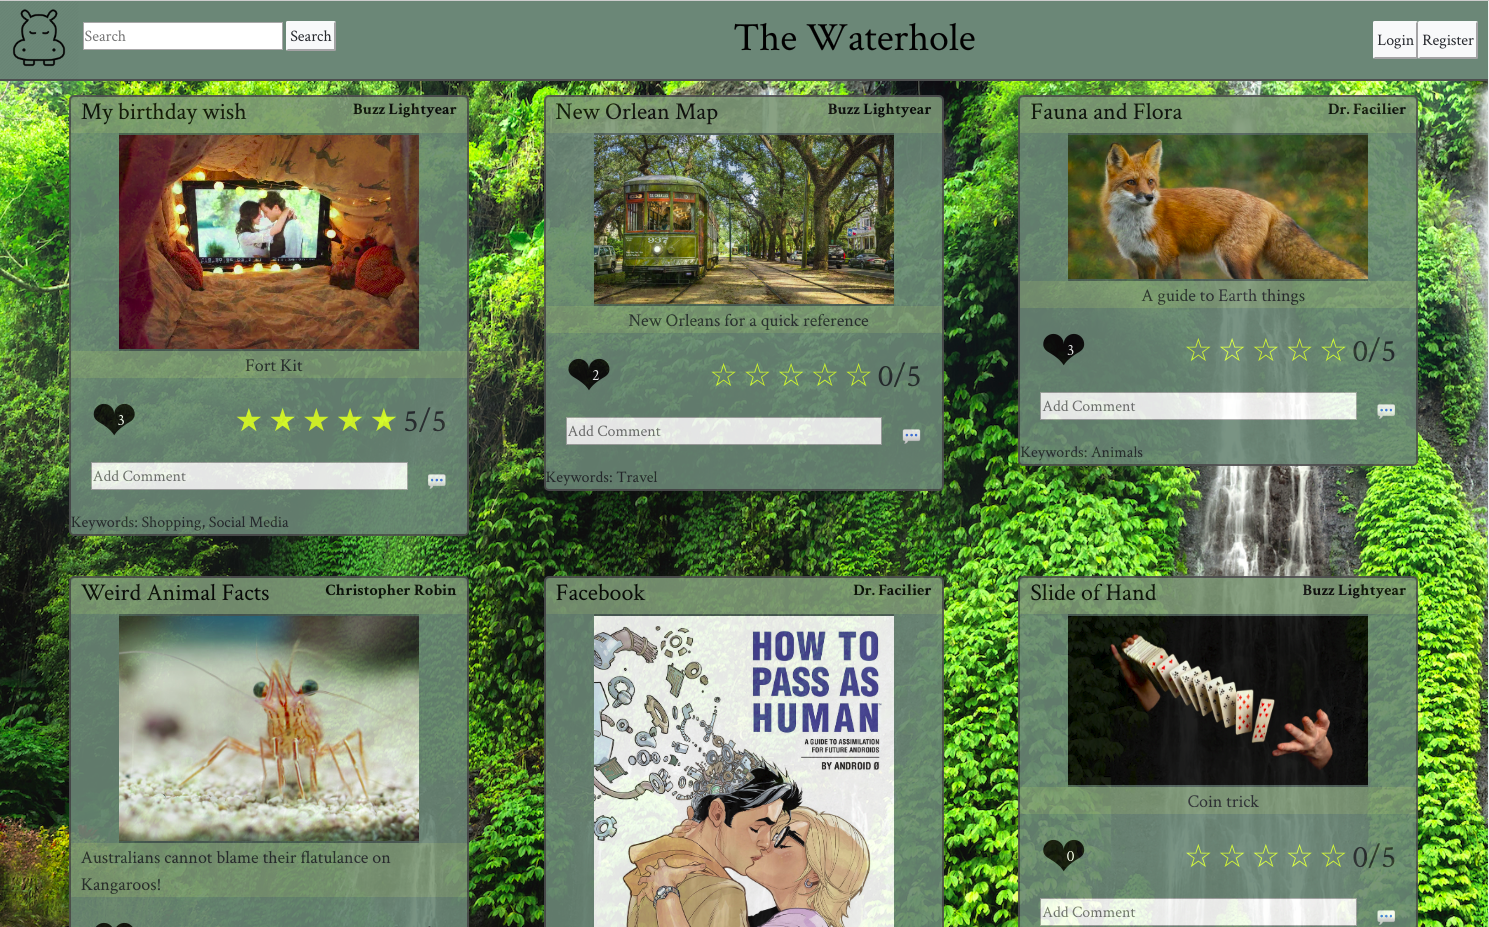 Search
Search
The Waterhole
Login
Register
My birthday wish
Buzz Lightyear
Fort Kit
3
5/5
Add Comment
Keywords: Shopping, Social Media
New Orlean Map
Buzz Lightyear
New Orleans for a quick reference
2
0/5
Add Comment
Keywords: Travel
Fauna and Flora
Dr. Facilier
A guide to Earth things
3
0/5
Add Comment
Keywords: Animals
Weird Animal Facts
Christopher Robin
Australians cannot blame their flatulance on
Kangaroos!
Facebook
Dr. Facilier
HOW TO
PASS AS
HUMAN
A GUIDE TO ASSIMILATION
FOR FUTURE ANDROIDS
BY ANDROID Ø
Slide of Hand
Buzz Lightyear
Coin trick
0
0/5
Add Comment